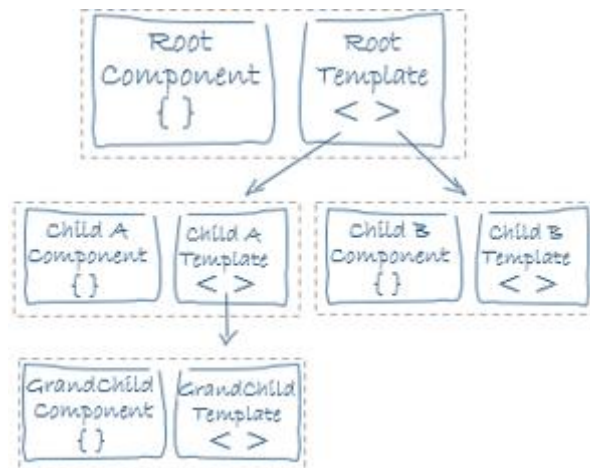 Root
Component
{ }
Root
Template
< >
Child A
Component
{ }
Child A
Template
< >
Child B
Component
{ }
Child B
Template
< >
GrandChild
Component
{ }
GrandChild
Template
< >